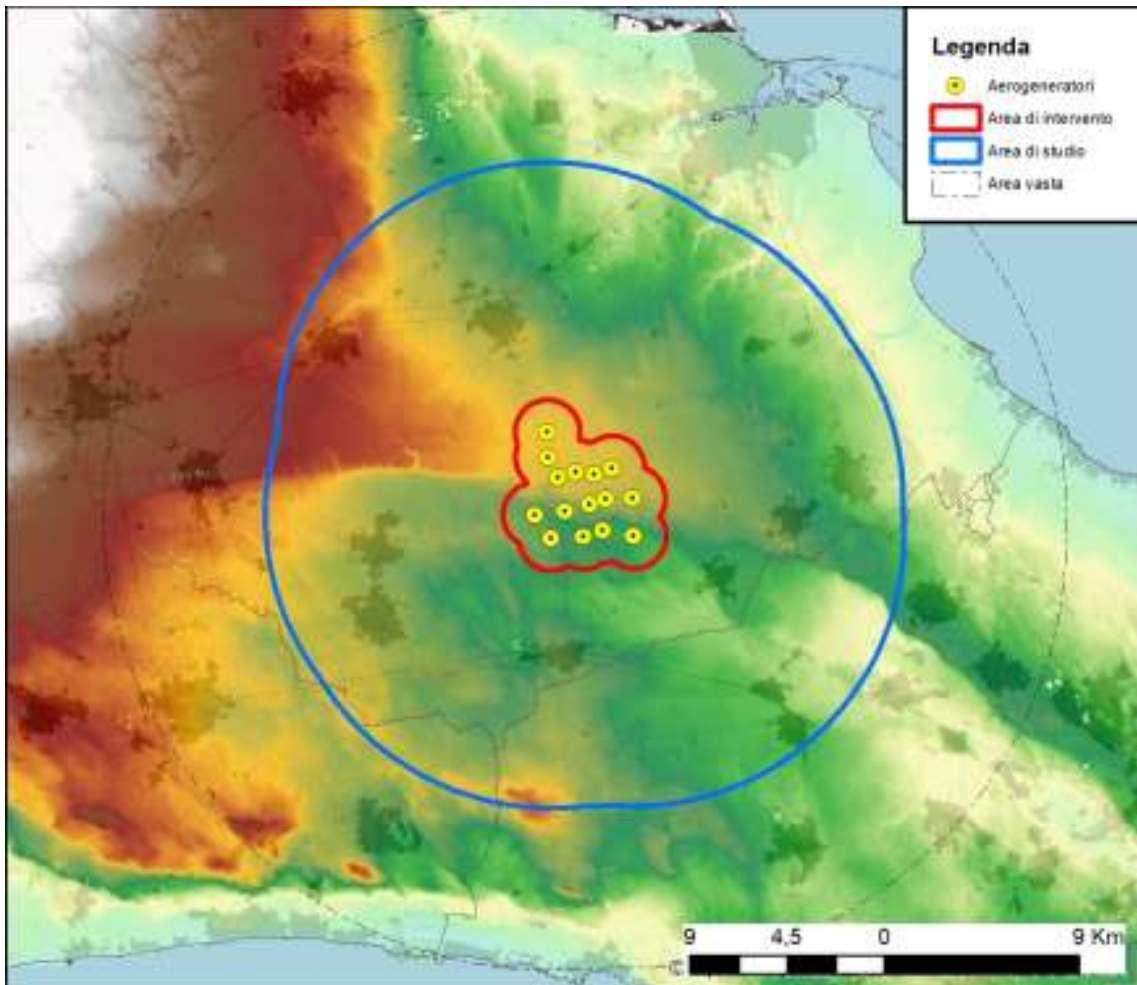 Legenda
Aerogeneratori
Area di intervento
Area di studio
Area vasta
9 4,5 0 9 Km
©